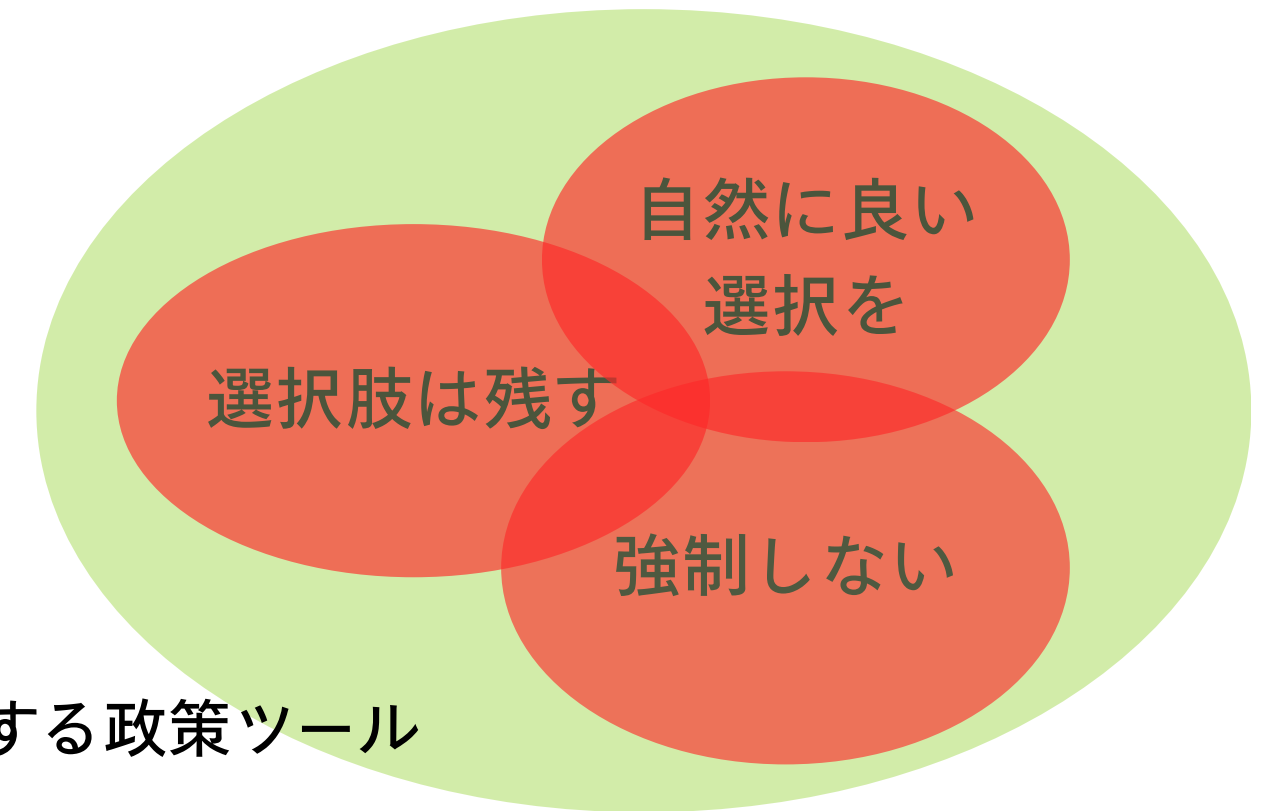 自然に良い
選択を
選択肢は残す
強制しない
する政策ツール